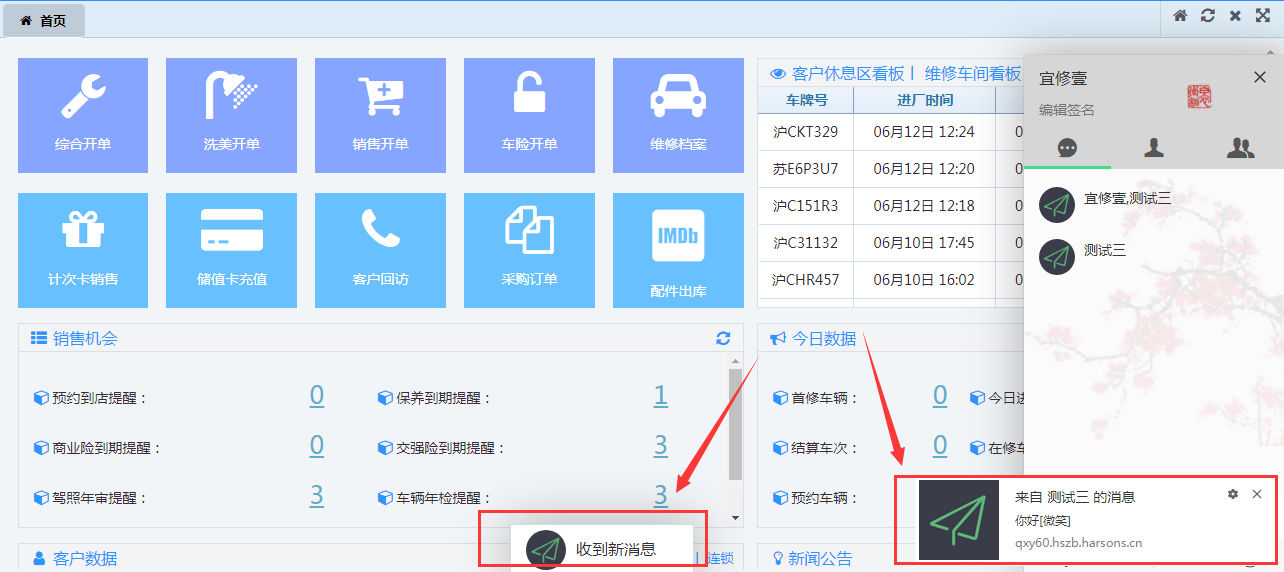 首页
综合开单
洗美开单
销售开单
车险开单
维修档案
计次卡销售
储值卡充值
客户回访
采购订单
IMDb
配件出库
客户休息区看板 | 维修车间看板
车牌号 进厂时间
沪CKT329 06月12日 12:24 0
苏E6P3U7 06月12日 12:20 0
沪C151R3 06月12日 12:18 0
沪C31132 06月10日 17:45 0
沪CHR457 06月10日 16:02 0
宜修壹
编辑签名
宜修壹,测试三
测试三
销售机会
预约到店提醒： 0 保养到期提醒： 1
商业险到期提醒： 0 交强险到期提醒： 3
驾照年审提醒： 3 车辆年检提醒： 3
今日数据
首修车辆： 0 今日进
结算车次： 0 在修车
预约车辆：
来自 测试三 的消息
你好[微笑]
qxy60.hszb.harsons.cn
收到新消息
客户数据 | 连锁
新闻公告